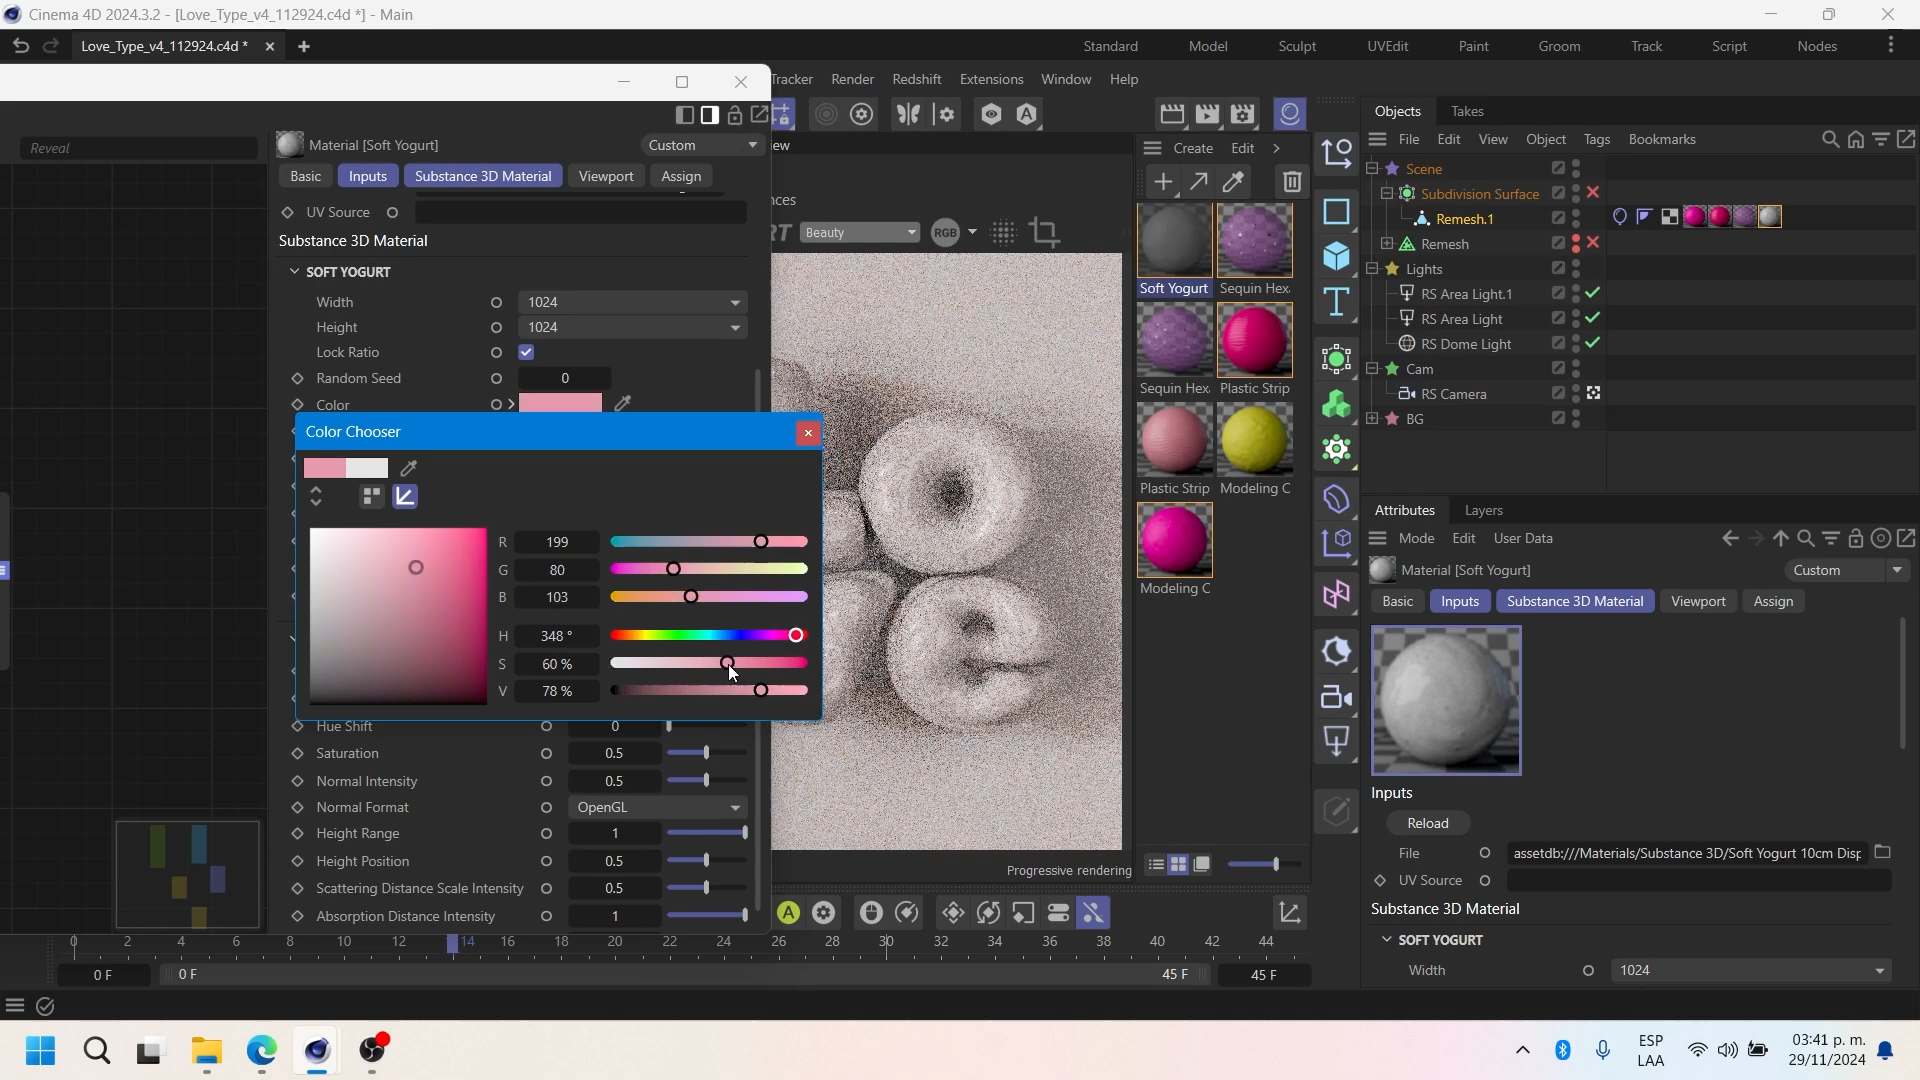 Cinema 4D 2024.3.2 - [Love_Type_v4_112924.c4d *] - Main
Love_Type_v4_112924.c4d *
Standard
Model
Sculpt
UVEdit
Paint
Groom
Track
Script
Nodes
Tracker
Render
Redshift
Extensions
Window
Help
Objects
Takes
File
Edit
View
Object
Tags
Bookmarks
Create
Edit
Reveal
Material [Soft Yogurt]
Custom
Basic
Inputs
Substance 3D Material
Viewport
Assign
UV Source
Substance 3D Material
SOFT YOGURT
Width
1024
Height
1024
Lock Ratio
Random Seed
0
Color
Color Chooser
R
199
G
80
B
103
H
348 °
S
60 %
V
78 %
Hue Shift
0
Saturation
0.5
Normal Intensity
0.5
Normal Format
OpenGL
Height Range
1
Height Position
0.5
Scattering Distance Scale Intensity
0.5
Absorption Distance Intensity
1
RT
Beauty
RGB
Progressive rendering
Soft Yogurt
Sequin Hex
Sequin Hex
Plastic Strip
Plastic Strip
Modeling C
Modeling C
Scene
Subdivision Surface
Remesh.1
Remesh
Lights
RS Area Light.1
RS Area Light
RS Dome Light
Cam
RS Camera
BG
Attributes
Layers
Mode
Edit
User Data
Material [Soft Yogurt]
Custom
Basic
Inputs
Substance 3D Material
Viewport
Assign
Inputs
Reload
File
assetdb:///Materials/Substance 3D/Soft Yogurt 10cm Disp
UV Source
Substance 3D Material
SOFT YOGURT
Width
1024
0 2 4 6 8 10 12 14 16 18 20 22 24 26 28 30 32 34 36 38 40 42 44
0 F
0 F
45 F
45 F
ESP
LAA
03:41 p. m.
29/11/2024